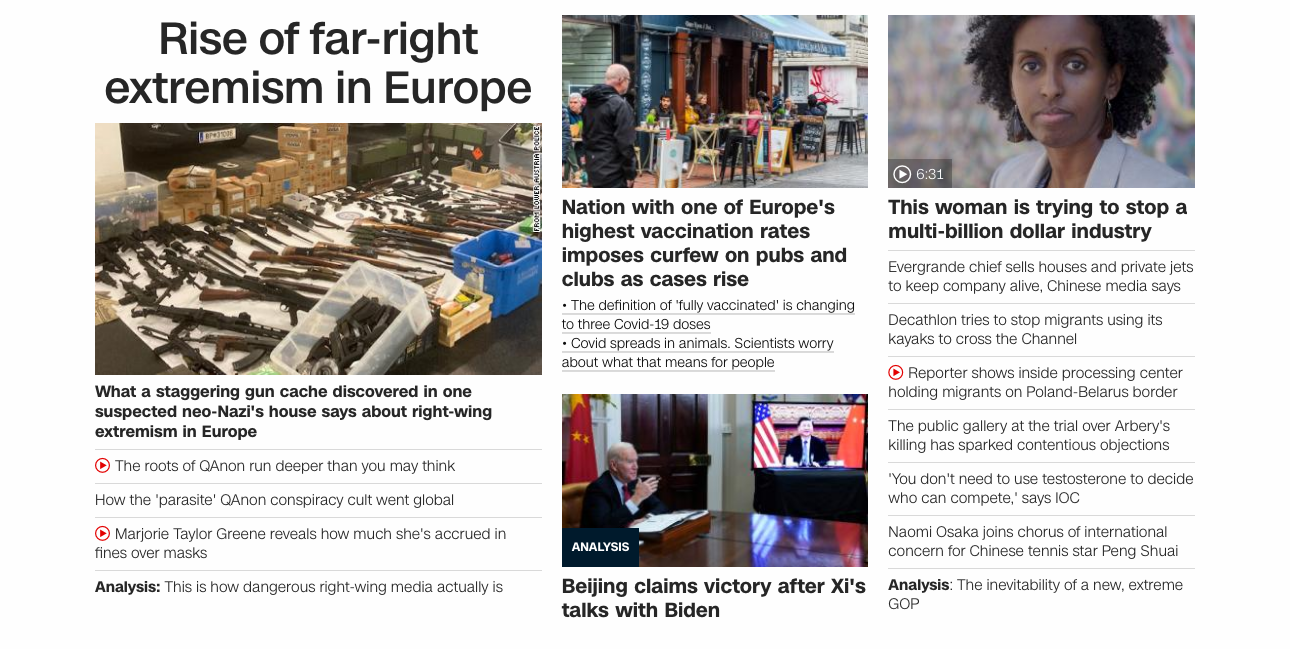 Rise of far-right
extremism in Europe
FROM LOWER AUSTRIA POLICE
What a staggering gun cache discovered in one
suspected neo-Nazi's house says about right-wing
extremism in Europe
The roots of QAnon run deeper than you may think
How the 'parasite' QAnon conspiracy cult went global
Marjorie Taylor Greene reveals how much she's accrued in
fines over masks
Analysis: This is how dangerous right-wing media actually is
Nation with one of Europe's
highest vaccination rates
imposes curfew on pubs and
clubs as cases rise
• The definition of 'fully vaccinated' is changing
to three Covid-19 doses
• Covid spreads in animals. Scientists worry
about what that means for people
ANALYSIS
Beijing claims victory after Xi's
talks with Biden
6:31
This woman is trying to stop a
multi-billion dollar industry
Evergrande chief sells houses and private jets
to keep company alive, Chinese media says
Decathlon tries to stop migrants using its
kayaks to cross the Channel
Reporter shows inside processing center
holding migrants on Poland-Belarus border
The public gallery at the trial over Arbery's
killing has sparked contentious objections
'You don't need to use testosterone to decide
who can compete,' says IOC
Naomi Osaka joins chorus of international
concern for Chinese tennis star Peng Shuai
Analysis: The inevitability of a new, extreme
GOP